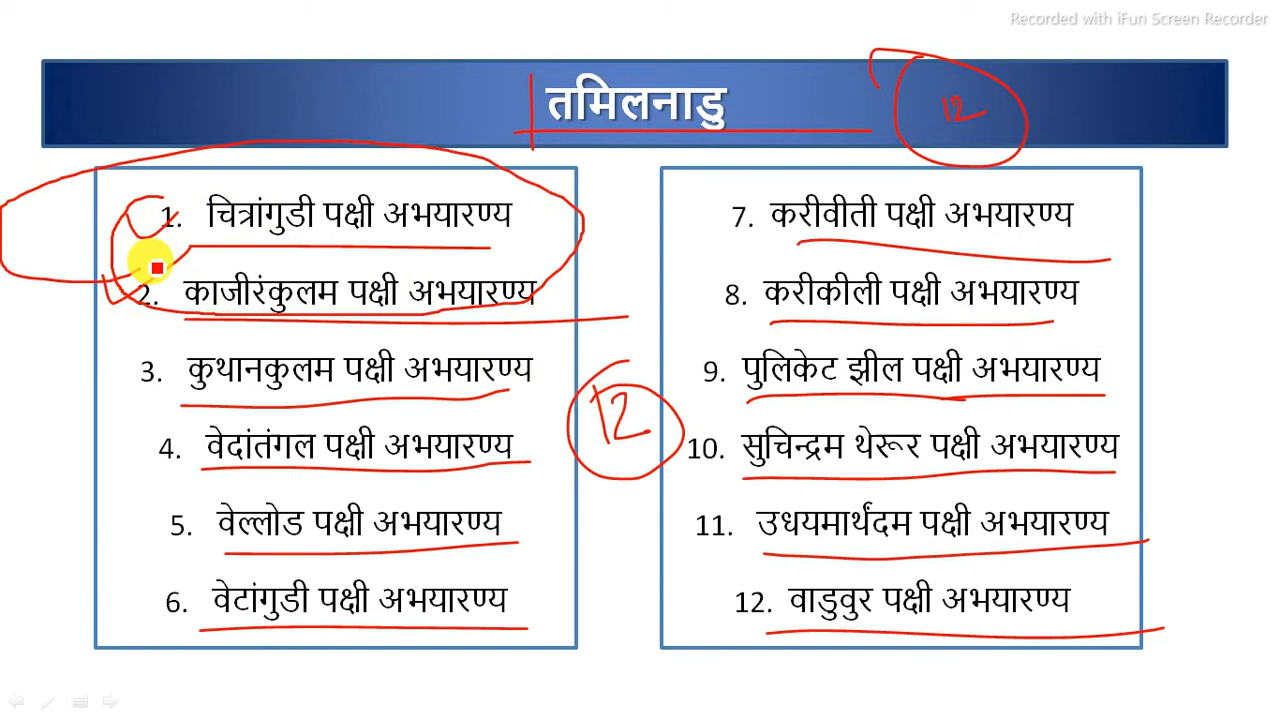 Recorded with iFun Screen Recorder
तमिलनाडु
12
1. चित्रांगुडी पक्षी अभयारण्य
2. काजीरंकुलम पक्षी अभयारण्य
3. कुथानकुलम पक्षी अभयारण्य
4. वेदांतंगल पक्षी अभयारण्य
5. वेल्लोड पक्षी अभयारण्य
6. वेटांगुडी पक्षी अभयारण्य
12
7. करीवीती पक्षी अभयारण्य
8. करीकीली पक्षी अभयारण्य
9. पुलिकेट झील पक्षी अभयारण्य
10. सुचिन्द्रम थेरूर पक्षी अभयारण्य
11. उधयमार्थंदम पक्षी अभयारण्य
12. वाडुवुर पक्षी अभयारण्य